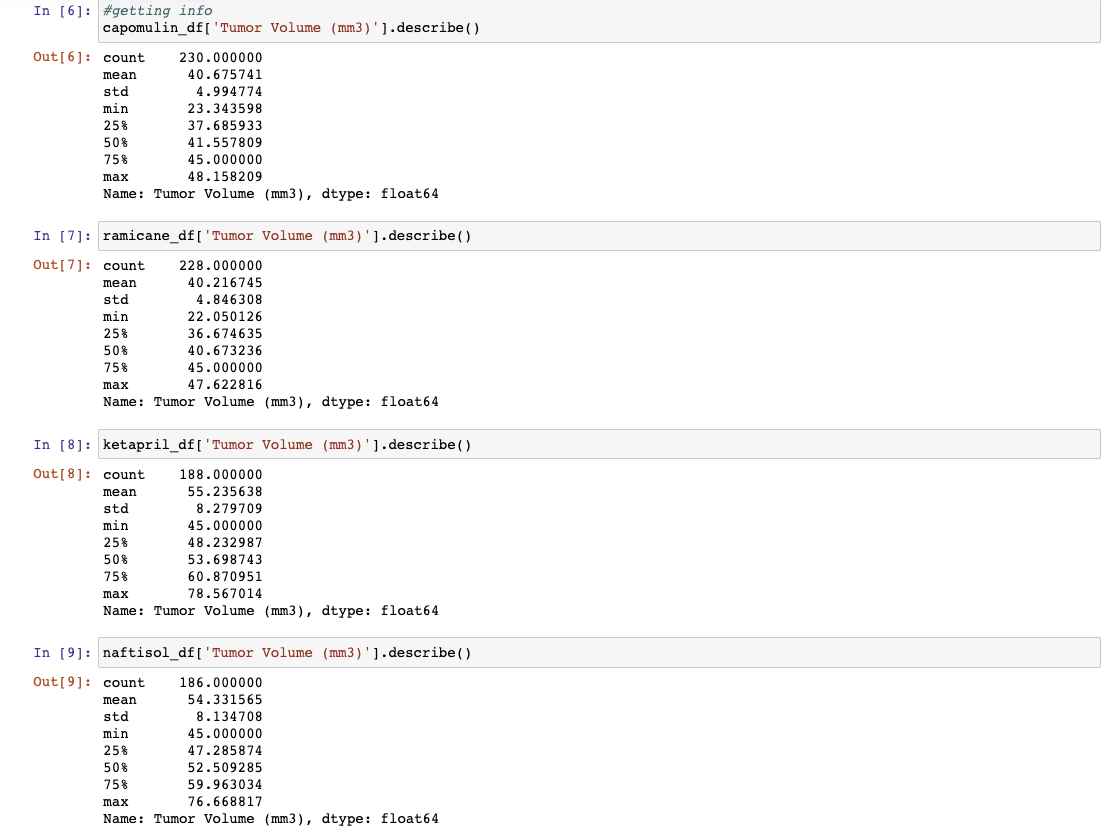 In [6]: #getting info
capomulin_df['Tumor Volume (mm3)'].describe()
Out[6]: count    230.000000
mean      40.675741
std        4.994774
min       23.343598
25%       37.685933
50%       41.557809
75%       45.000000
max       48.158209
Name: Tumor Volume (mm3), dtype: float64
In [7]: ramicane_df['Tumor Volume (mm3)'].describe()
Out[7]: count    228.000000
mean      40.216745
std        4.846308
min       22.050126
25%       36.674635
50%       40.673236
75%       45.000000
max       47.622816
Name: Tumor Volume (mm3), dtype: float64
In [8]: ketapril_df['Tumor Volume (mm3)'].describe()
Out[8]: count    188.000000
mean      55.235638
std        8.279709
min       45.000000
25%       48.232987
50%       53.698743
75%       60.870951
max       78.567014
Name: Tumor Volume (mm3), dtype: float64
In [9]: naftisol_df['Tumor Volume (mm3)'].describe()
Out[9]: count    186.000000
mean      54.331565
std        8.134708
min       45.000000
25%       47.285874
50%       52.509285
75%       59.963034
max       76.668817
Name: Tumor Volume (mm3), dtype: float64